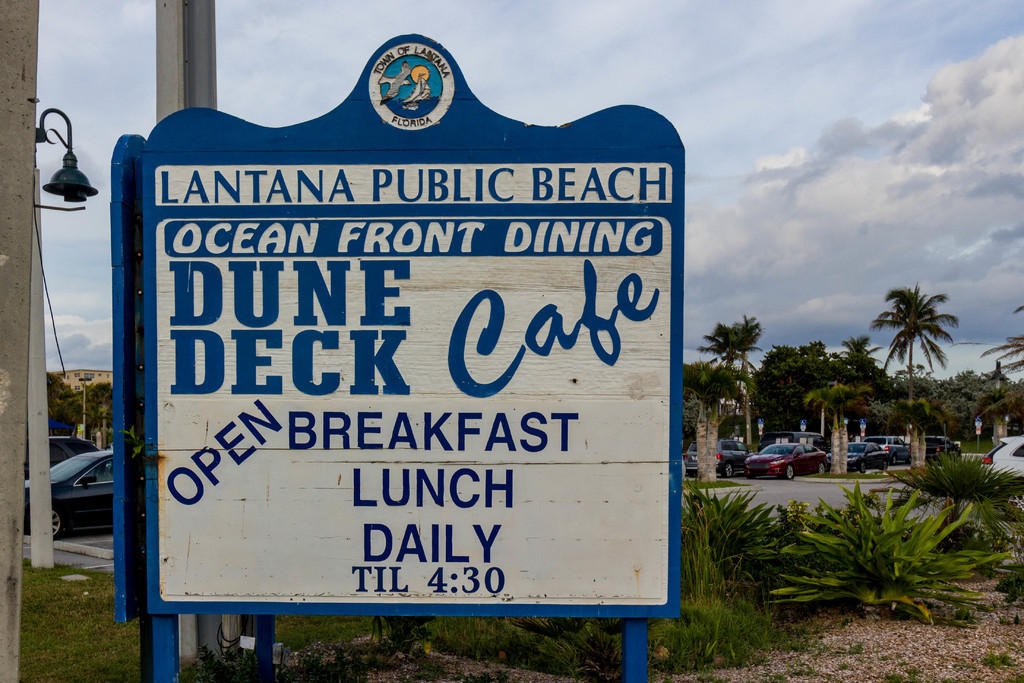 TOWN OF LANTANA
FLORIDA
LANTANA PUBLIC BEACH
OCEAN FRONT DINING
DUNE
DECK Cafe
OPEN BREAKFAST
LUNCH
DAILY
TIL 4:30